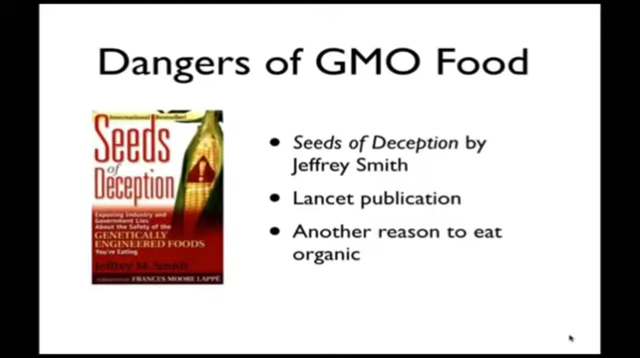 Dangers of GMO Food
International Bestseller!
Seeds
of
Deception
Exposing Industry and
Government Lies
About the Safety of the
GENETICALLY
ENGINEERED FOODS
You're Eating
Jeffrey M. Smith
FRANCES MOORE LAPPÉ
• Seeds of Deception by
Jeffrey Smith
• Lancet publication
• Another reason to eat
organic